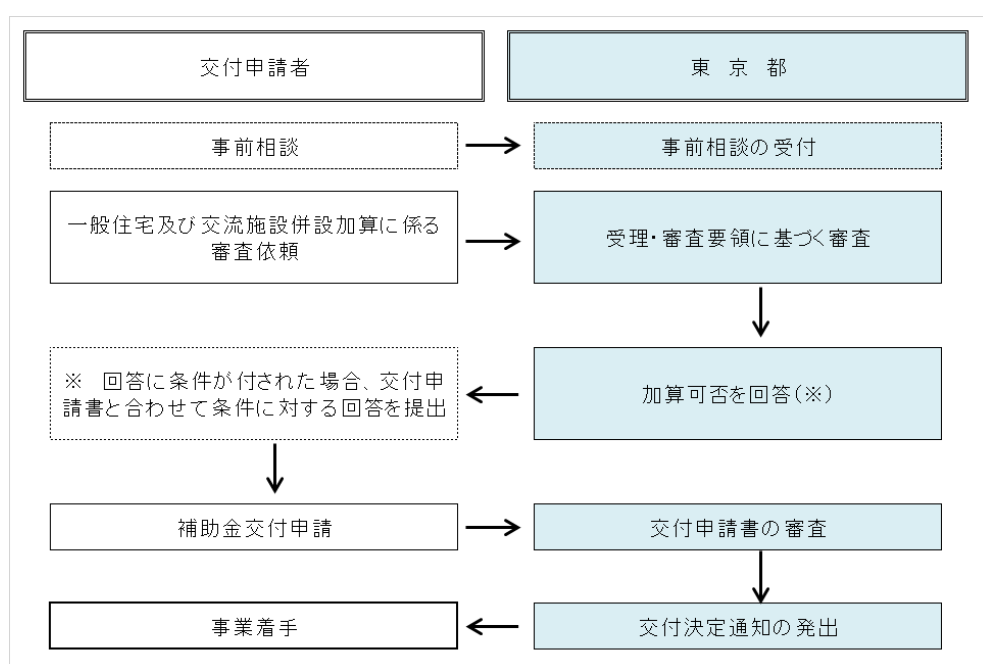 交付申請者
東 京 都
事前相談
事前相談の受付
一般住宅及び交流施設併設加算に係る
審査依頼
受理・審査要領に基づく審査
※ 回答に条件が付された場合、交付申
請書と合わせて条件に対する回答を提出
加算可否を回答(※)
補助金交付申請
交付申請書の審査
事業着手
交付決定通知の発出